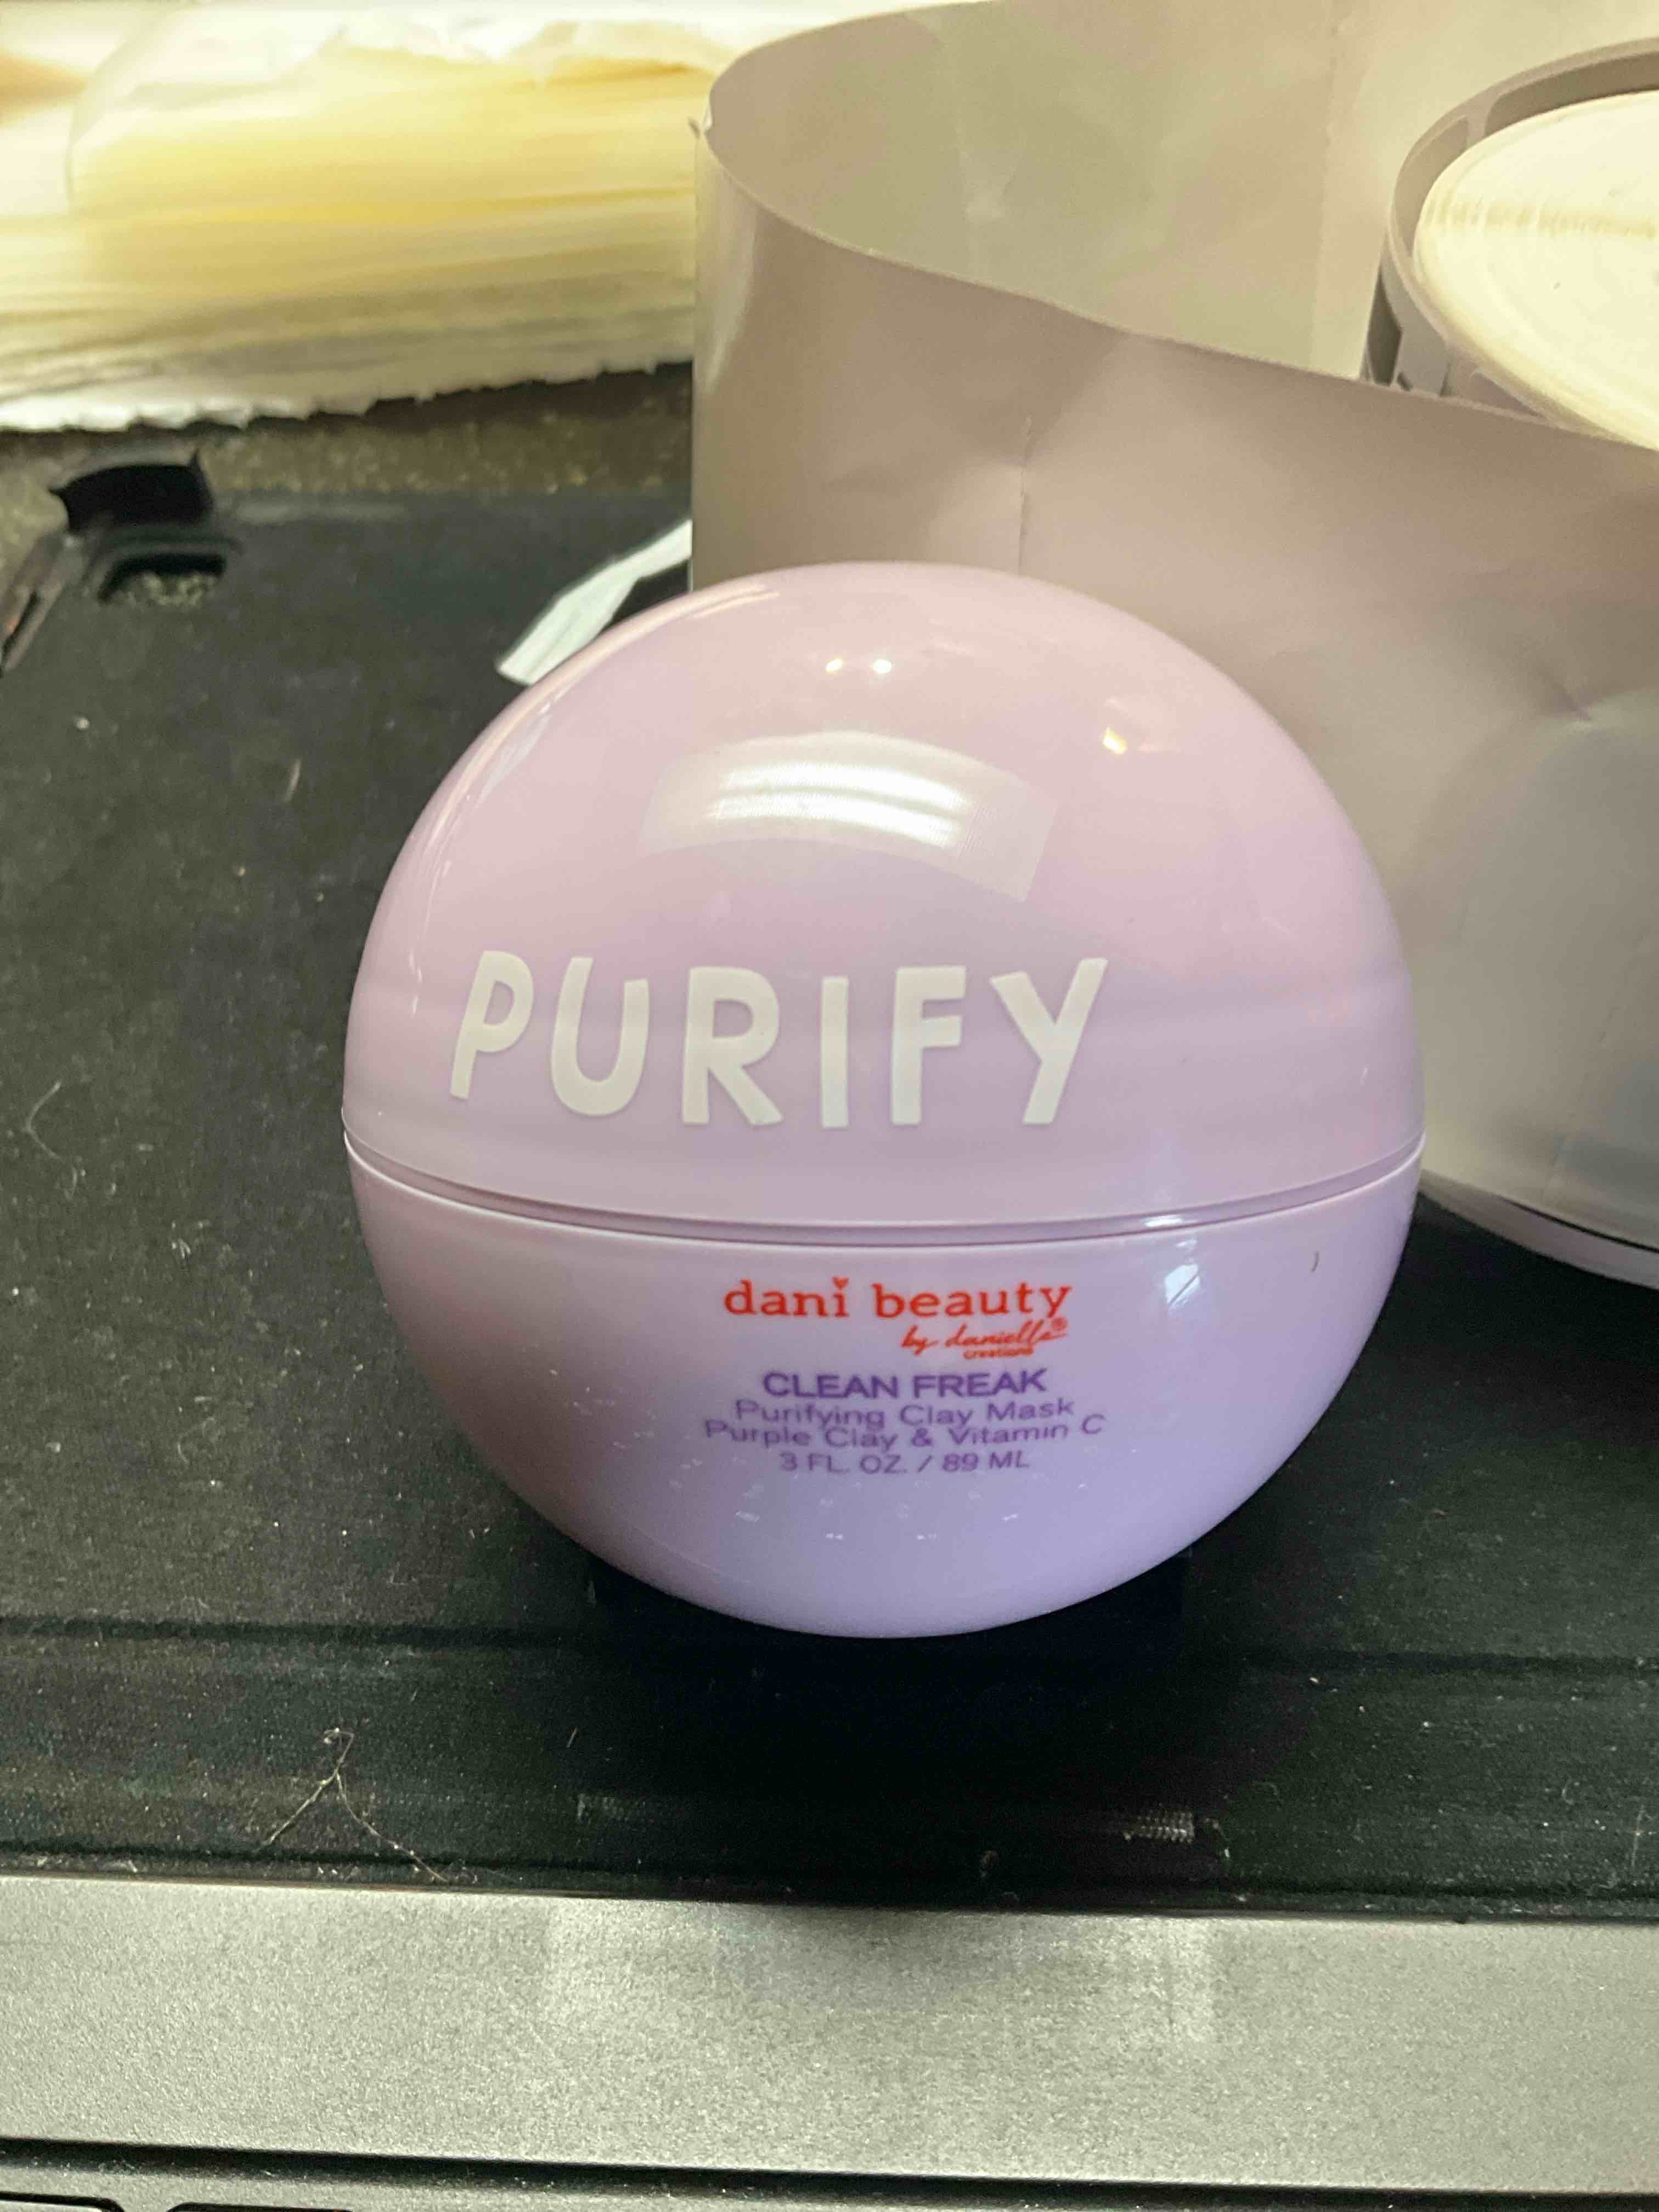 PURIFY
dani beauty
by danielle®
creations
CLEAN FREAK
Purifying Clay Mask
Purple Clay & Vitamin C
3 FL. OZ. / 89 ML